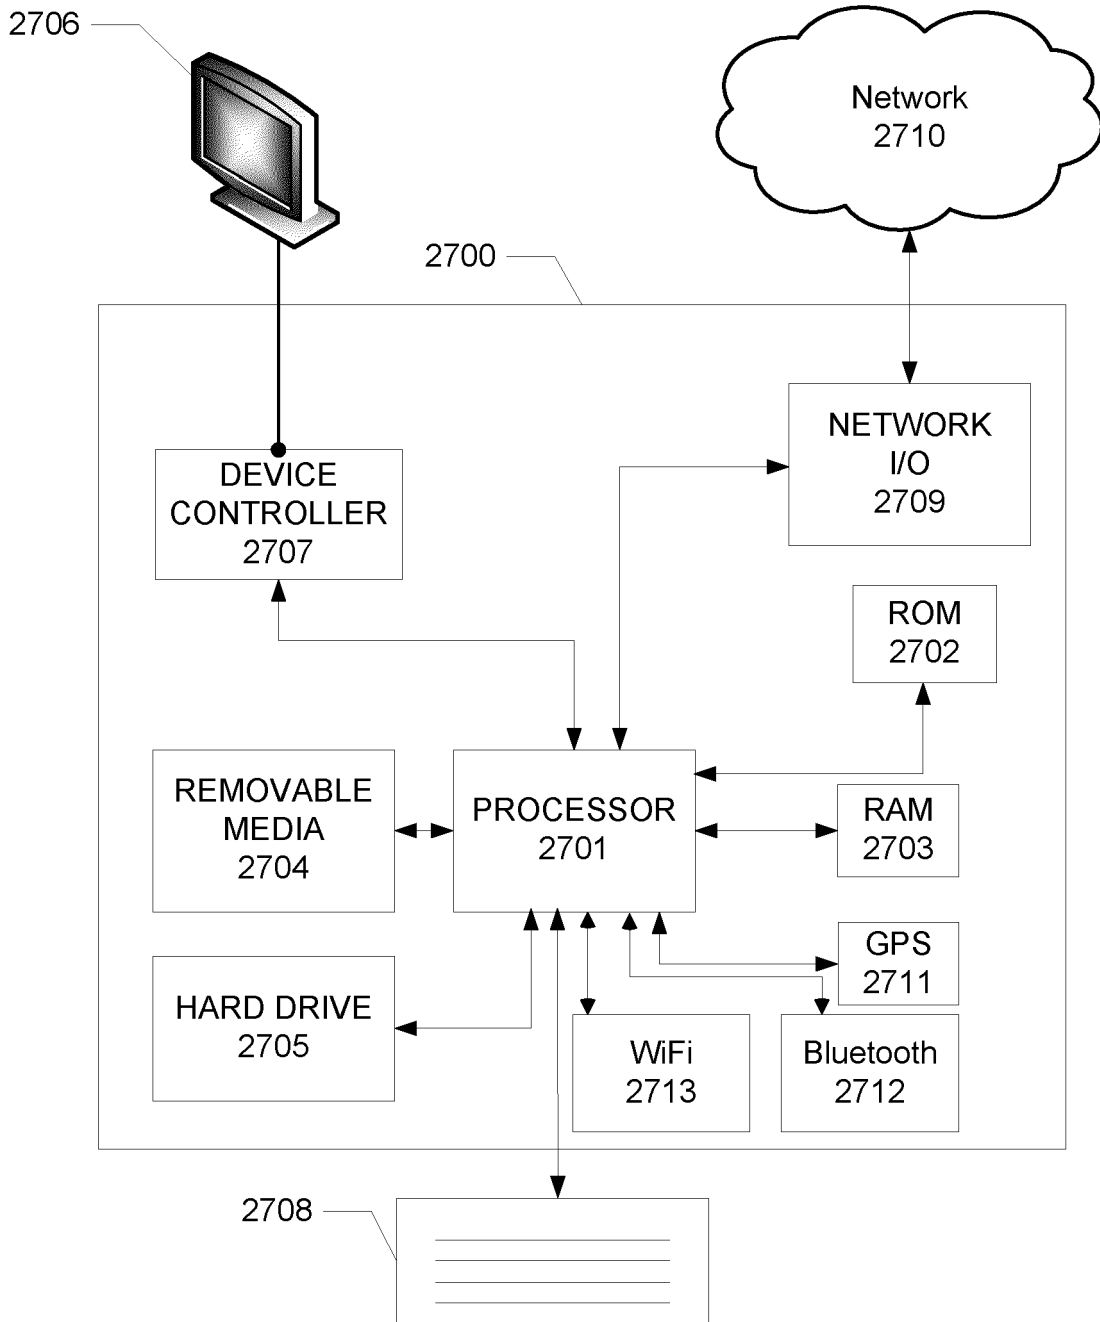 2706
Network
2710
2700
NETWORK
I/O
2709
DEVICE
CONTROLLER
2707
ROM
2702
REMOVABLE
MEDIA
2704
PROCESSOR
2701
RAM
2703
GPS
2711
HARD DRIVE
2705
WiFi
2713
Bluetooth
2712
2708